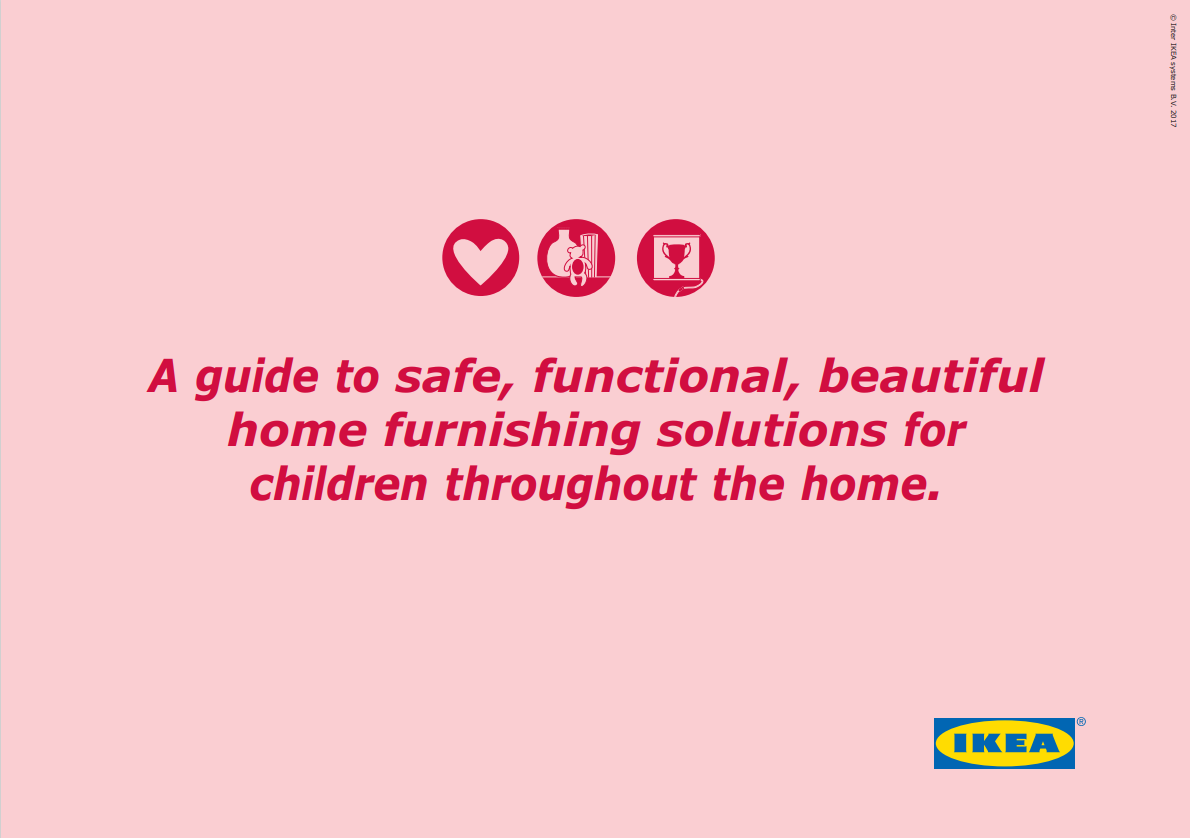 © Inter IKEA systems B.V. 2017
A guide to safe, functional, beautiful
home furnishing solutions for
children throughout the home.
IKEA®